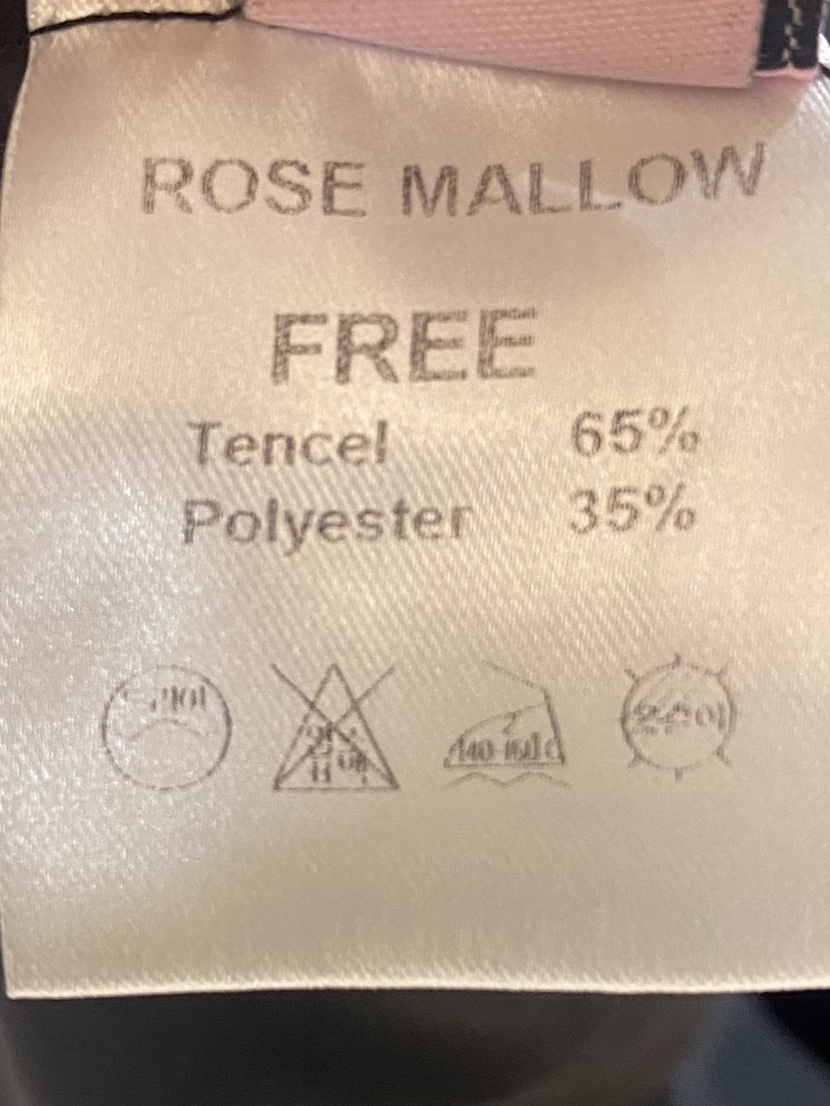 ROSE MALLOW
FREE
Tencel 65%
Polyester 35%